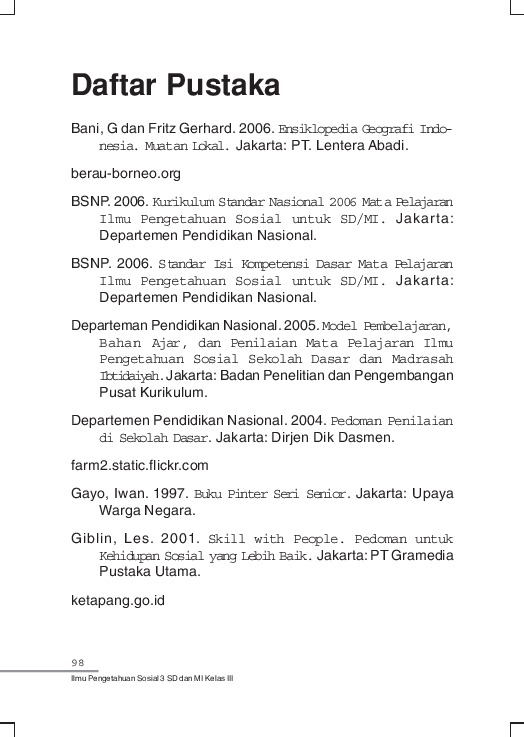 Daftar Pustaka
Bani, G dan Fritz Gerhard. 2006. Ensiklopedia Geografi Indo-
nesia. Muatan Lokal. Jakarta: PT. Lentera Abadi.
berau-borneo.org
BSNP. 2006. Kurikulum Standar Nasional 2006 Mata Pelajaran
Ilmu Pengetahuan Sosial untuk SD/MI. Jakarta:
Departemen Pendidikan Nasional.
BSNP. 2006. Standar Isi Kompetensi Dasar Mata Pelajaran
Ilmu Pengetahuan Sosial untuk SD/MI. Jakarta:
Departemen Pendidikan Nasional.
Departeman Pendidikan Nasional. 2005. Model Pembelajaran,
Bahan Ajar, dan Penilaian Mata Pelajaran Ilmu
Pengetahuan Sosial Sekolah Dasar dan Madrasah
Ibtidaiyah. Jakarta: Badan Penelitian dan Pengembangan
Pusat Kurikulum.
Departemen Pendidikan Nasional. 2004. Pedoman Penilaian
di Sekolah Dasar. Jakarta: Dirjen Dik Dasmen.
farm2.static.flickr.com
Gayo, Iwan. 1997. Buku Pinter Seri Senior. Jakarta: Upaya
Warga Negara.
Giblin, Les. 2001. Skill with People. Pedoman untuk
Kehidupan Sosial yang Lebih Baik. Jakarta: PT Gramedia
Pustaka Utama.
ketapang.go.id
98
Ilmu Pengetahuan Sosial 3 SD dan MI Kelas III